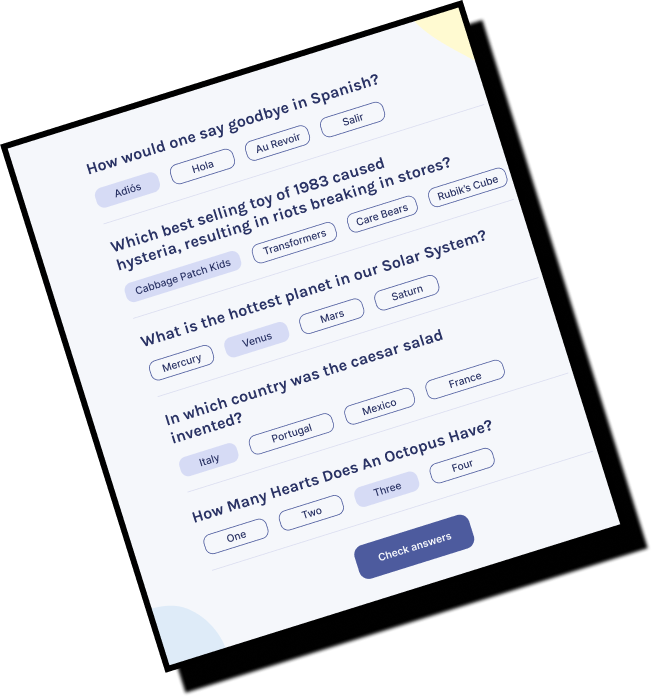 How would one say goodbye in Spanish?
Adiós Hola Au Revoir Salir
Which best selling toy of 1983 caused
hysteria, resulting in riots breaking in stores?
Cabbage Patch Kids Transformers Care Bears Rubik's Cube
What is the hottest planet in our Solar System?
Mercury Venus Mars Saturn
In which country was the caesar salad
invented?
Italy Portugal Mexico France
How Many Hearts Does An Octopus Have?
One Two Three Four
Check answers